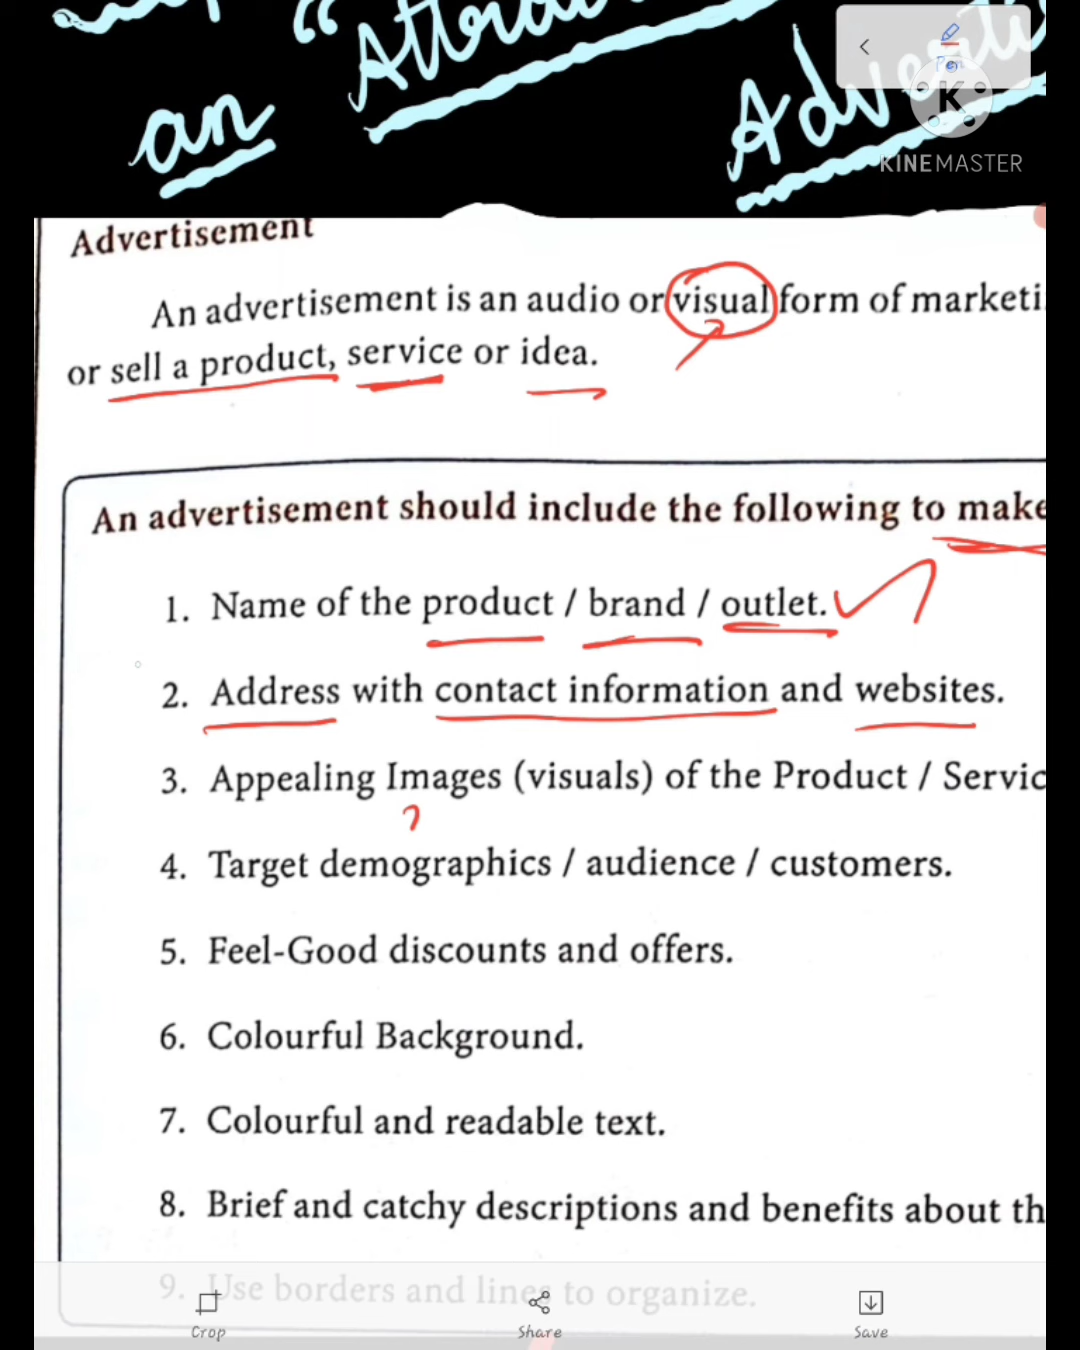 "Attra
an
Adverti
Pen
K
KINEMASTER
Advertisement
An advertisement is an audio or visual form of marketi
or sell a product, service or idea.
An advertisement should include the following to make
1. Name of the product / brand / outlet.
2. Address with contact information and websites.
3. Appealing Images (visuals) of the Product / Servic
4. Target demographics / audience / customers.
5. Feel-Good discounts and offers.
6. Colourful Background.
7. Colourful and readable text.
8. Brief and catchy descriptions and benefits about th
9. Use borders and lines to organize.
Crop
Share
Save